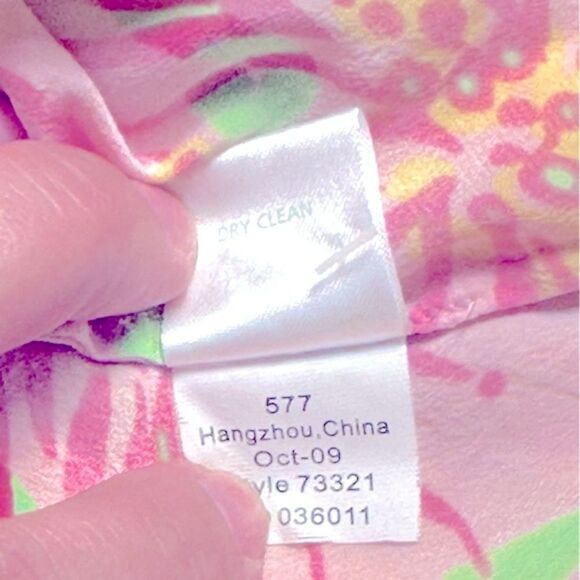 DRY CLEAN
577
Hangzhou,China
Oct-09
yle 73321
036011